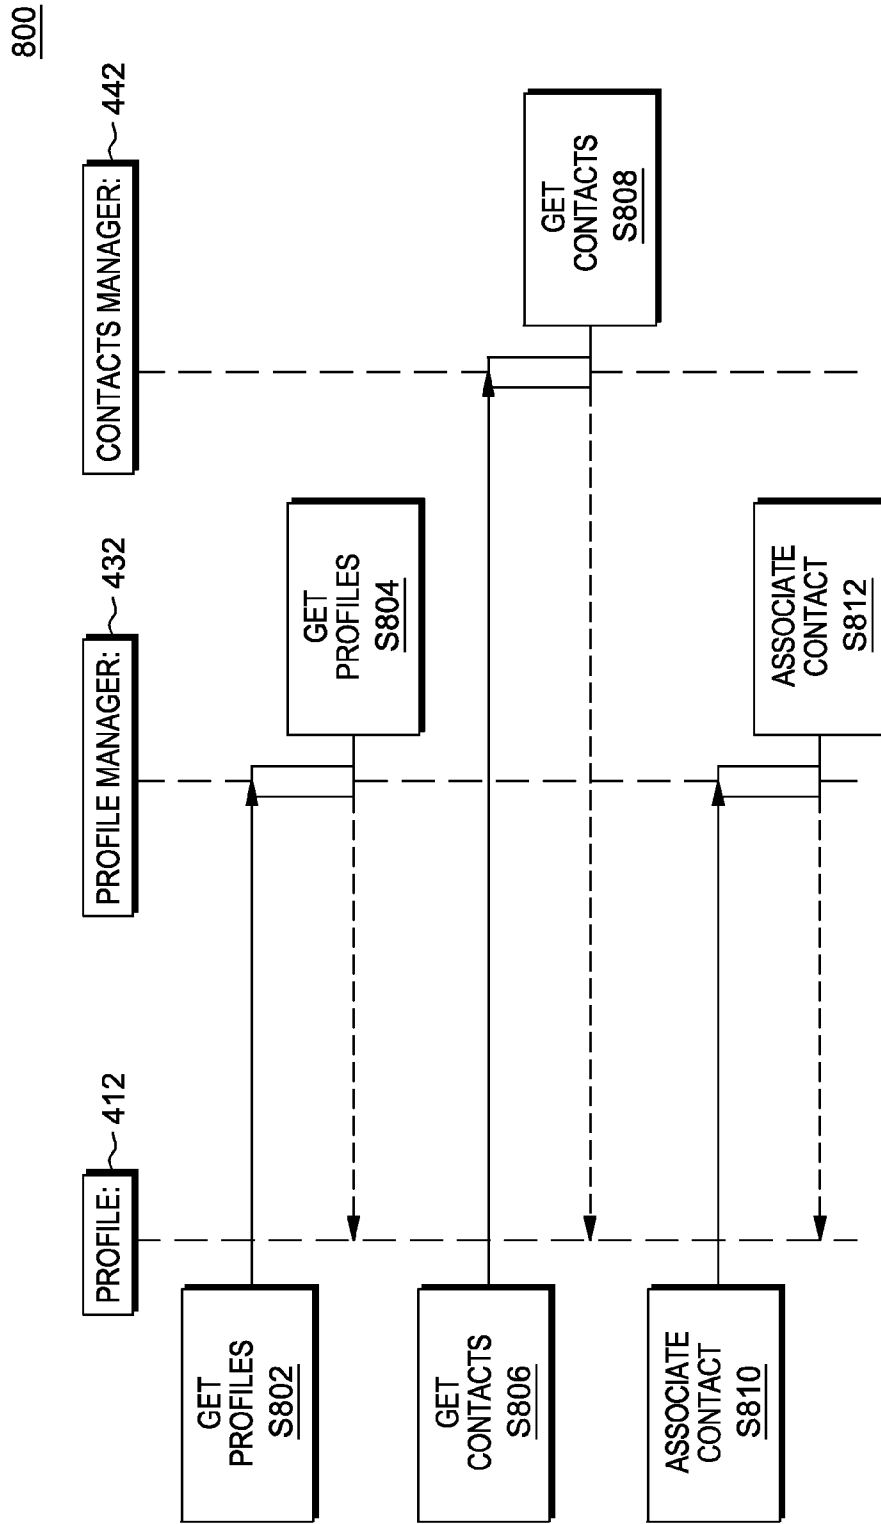 800
PROFILE:
412
PROFILE MANAGER:
432
CONTACTS MANAGER:
442
GET
PROFILES
S802
GET
PROFILES
S804
GET
CONTACTS
S806
GET
CONTACTS
S808
ASSOCIATE
CONTACT
S810
ASSOCIATE
CONTACT
S812